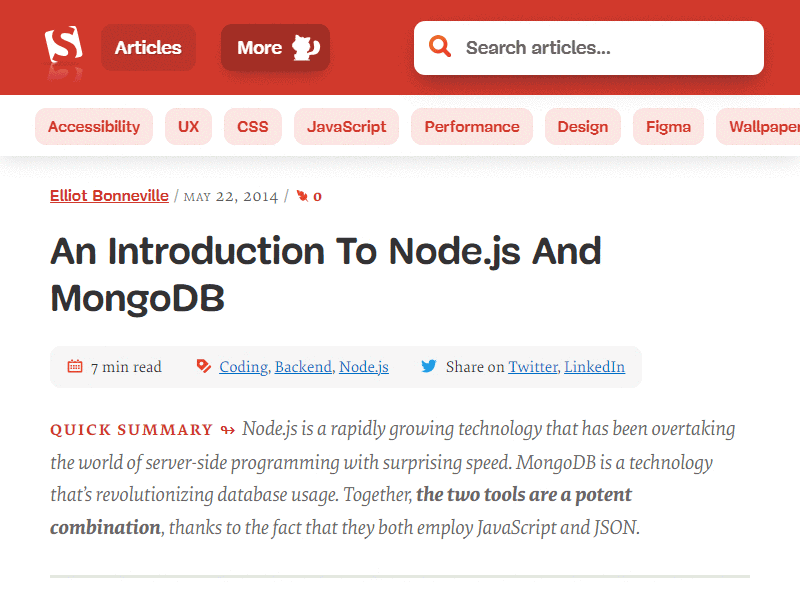 Articles
More
Search articles...
Accessibility
UX
CSS
JavaScript
Performance
Design
Figma
Wallpaper
Elliot Bonneville / MAY 22, 2014 / 0
An Introduction To Node.js And
MongoDB
7 min read
Coding, Backend, Node.js
Share on Twitter, LinkedIn
QUICK SUMMARY ↬ Node.js is a rapidly growing technology that has been overtaking
the world of server-side programming with surprising speed. MongoDB is a technology
that’s revolutionizing database usage. Together, the two tools are a potent
combination, thanks to the fact that they both employ JavaScript and JSON.